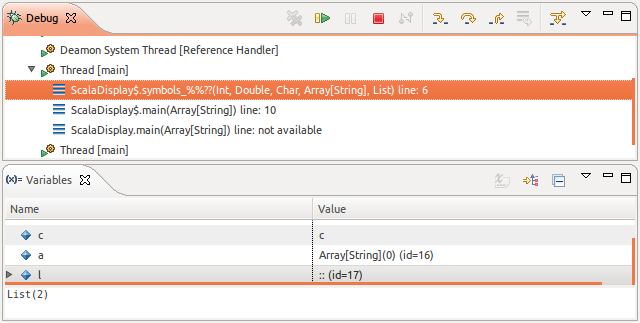 Debug
Deamon System Thread [Reference Handler]
Thread [main]
ScalaDisplay$.symbols_%%??(Int, Double, Char, Array[String], List) line: 6
ScalaDisplay$.main(Array[String]) line: 10
ScalaDisplay.main(Array[String]) line: not available
Thread [main]
(x)= Variables
Name Value
c c
a Array[String](0) (id=16)
l :: (id=17)
List(2)